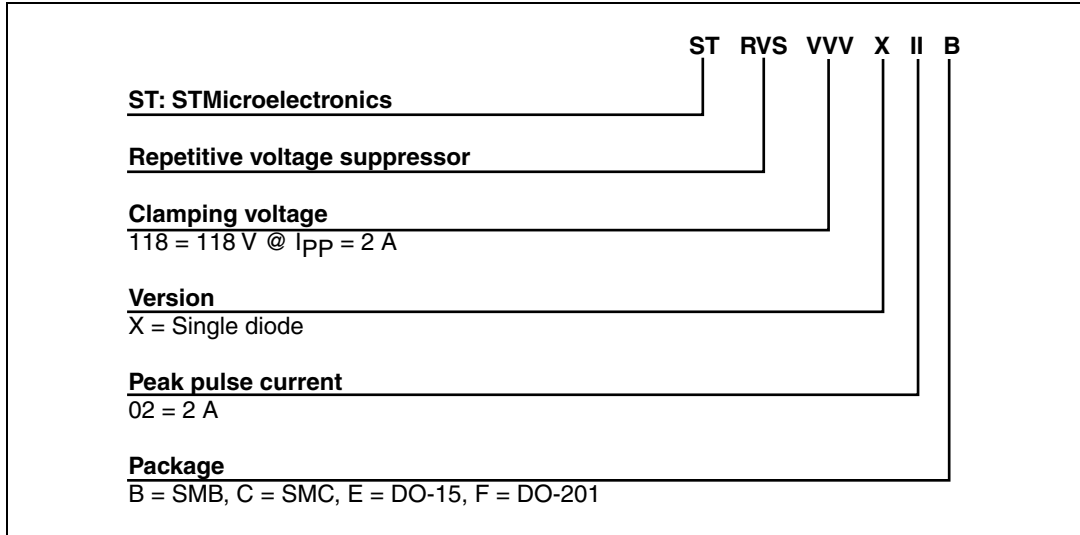 ST RVS VVV X II B
ST: STMicroelectronics
Repetitive voltage suppressor
Clamping voltage
118 = 118 V @ IPP = 2 A
Version
X = Single diode
Peak pulse current
02 = 2 A
Package
B = SMB, C = SMC, E = DO-15, F = DO-201